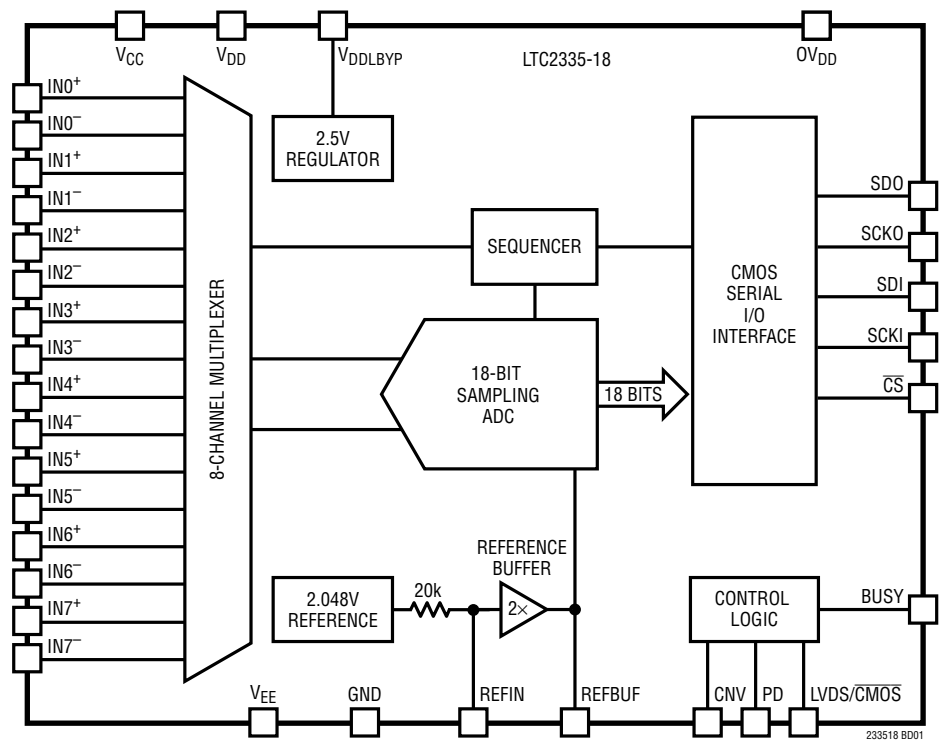 VCC
VDD
VDDLBYP
LTC2335-18
OVDD
IN0+
IN0–
IN1+
IN1–
IN2+
IN2–
IN3+
IN3–
IN4+
IN4–
IN5+
IN5–
IN6+
IN6–
IN7+
IN7–
8-CHANNEL MULTIPLEXER
2.5V
REGULATOR
SEQUENCER
18-BIT
SAMPLING
ADC
18 BITS
CMOS
SERIAL
I/O
INTERFACE
SDO
SCKO
SDI
SCKI
C̅S̅
2.048V
REFERENCE
20k
REFERENCE
BUFFER
2×
CONTROL
LOGIC
BUSY
VEE
GND
REFIN
REFBUF
CNV
PD
LVDS/C̅M̅O̅S̅
233518 BD01